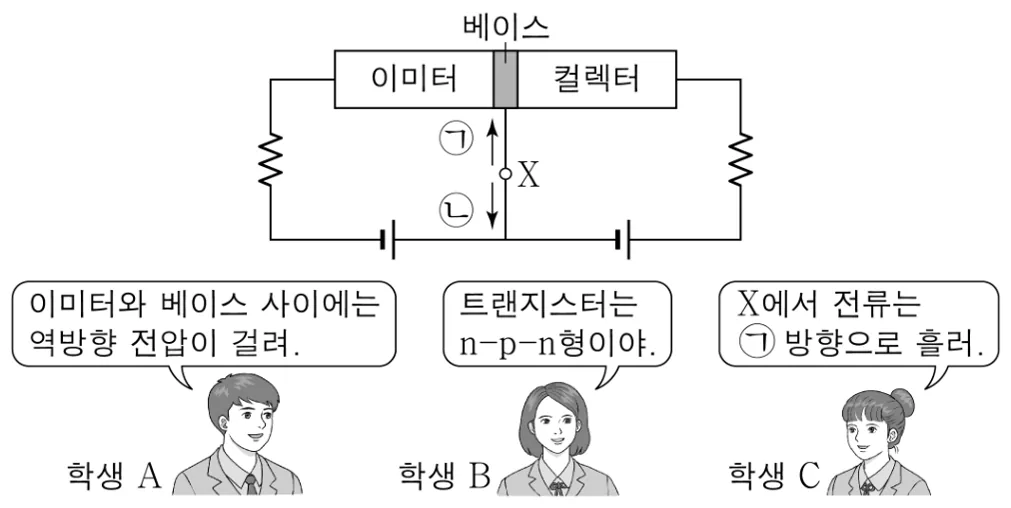 베이스
이미터
컬렉터
㉠
X
㉡
이미터와 베이스 사이에는
역방향 전압이 걸려.
트랜지스터는
n-p-n형이야.
X에서 전류는
㉠ 방향으로 흘러.
학생 A
학생 B
학생 C